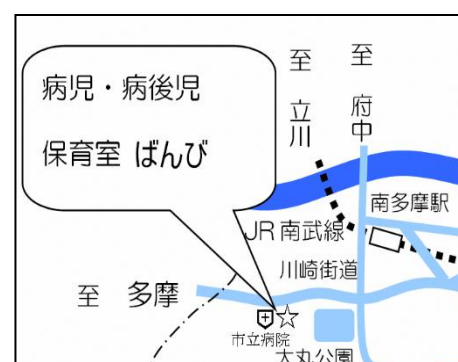 病児・病後児
保育室 ばんび
至 立川
至 府中
南多摩駅
JR南武線
川崎街道
至 多摩
市立病院
大丸公園